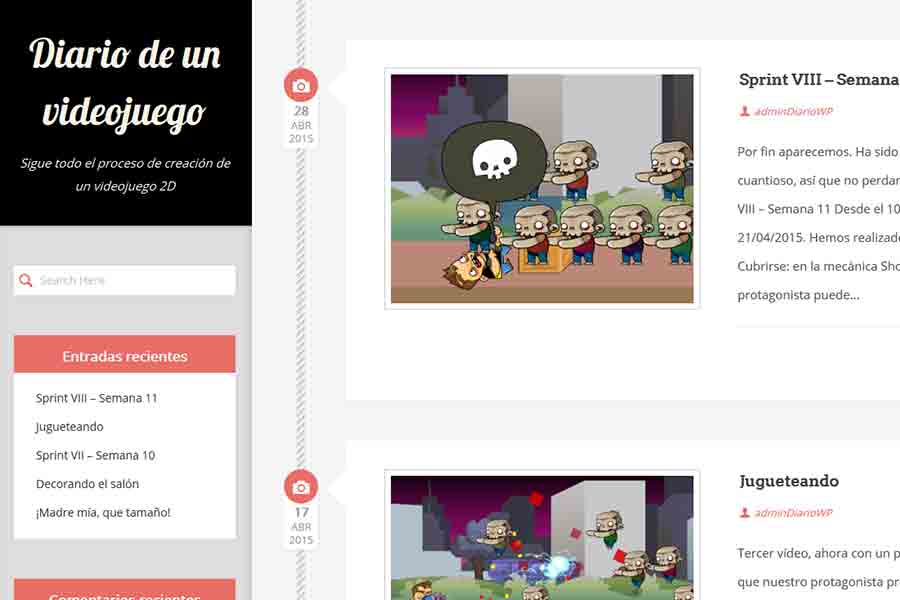 Diario de un
videojuego
Sigue todo el proceso de creación de
un videojuego 2D
Search Here
Entradas recientes
Sprint VIII – Semana 11
Jugueteando
Sprint VII – Semana 10
Decorando el salón
¡Madre mía, que tamaño!
Comentarios recientes
28
ABR
2015
Sprint VIII – Semana
adminDiarioWP
Por fin aparecemos. Ha sido
cuantioso, así que no perdam
VIII – Semana 11 Desde el 10
21/04/2015. Hemos realizado
Cubrirse: en la mecánica Sho
protagonista puede...
17
ABR
2015
Jugueteando
adminDiarioWP
Tercer vídeo, ahora con un p
que nuestro protagonista pr